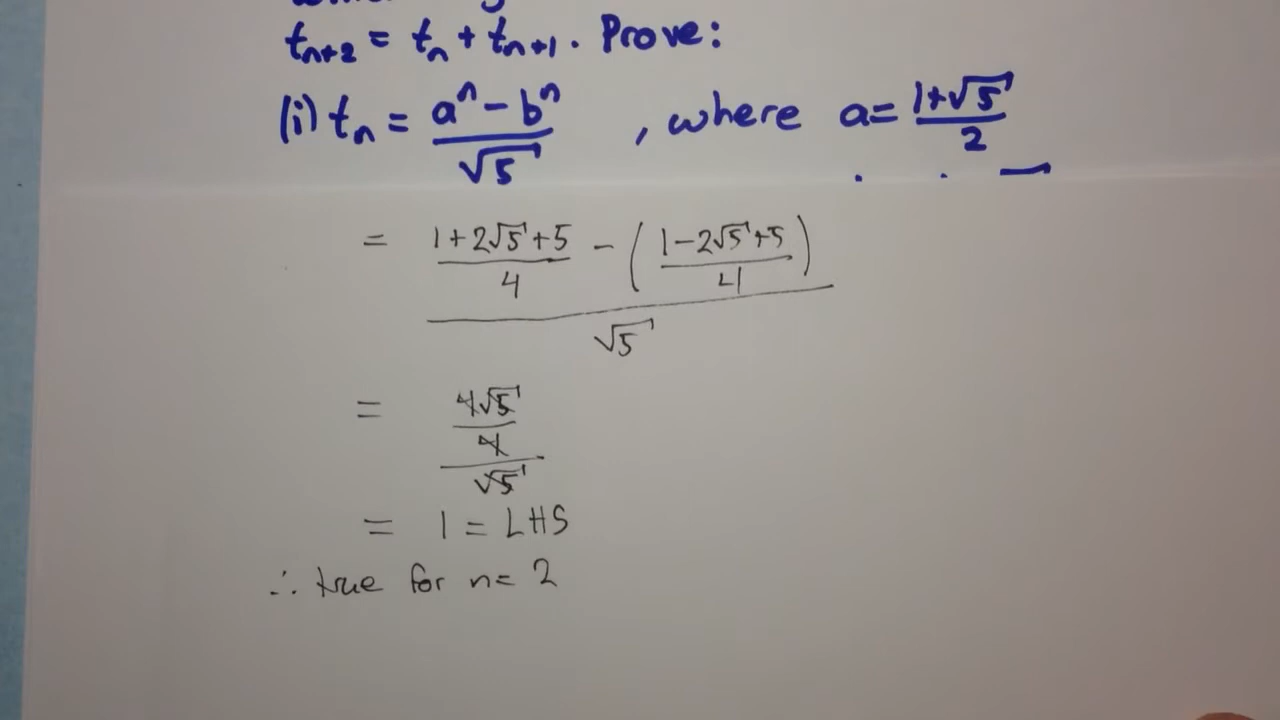 tn+2 = tn + tn+1. Prove:
(i) tn = (a^n - b^n)/√5 , where a = (1+√5)/2
= ((1+2√5+5)/4 - ((1-2√5+5)/4))/√5
= (4√5/4)/√5
= 1 = LHS
∴ true for n = 2